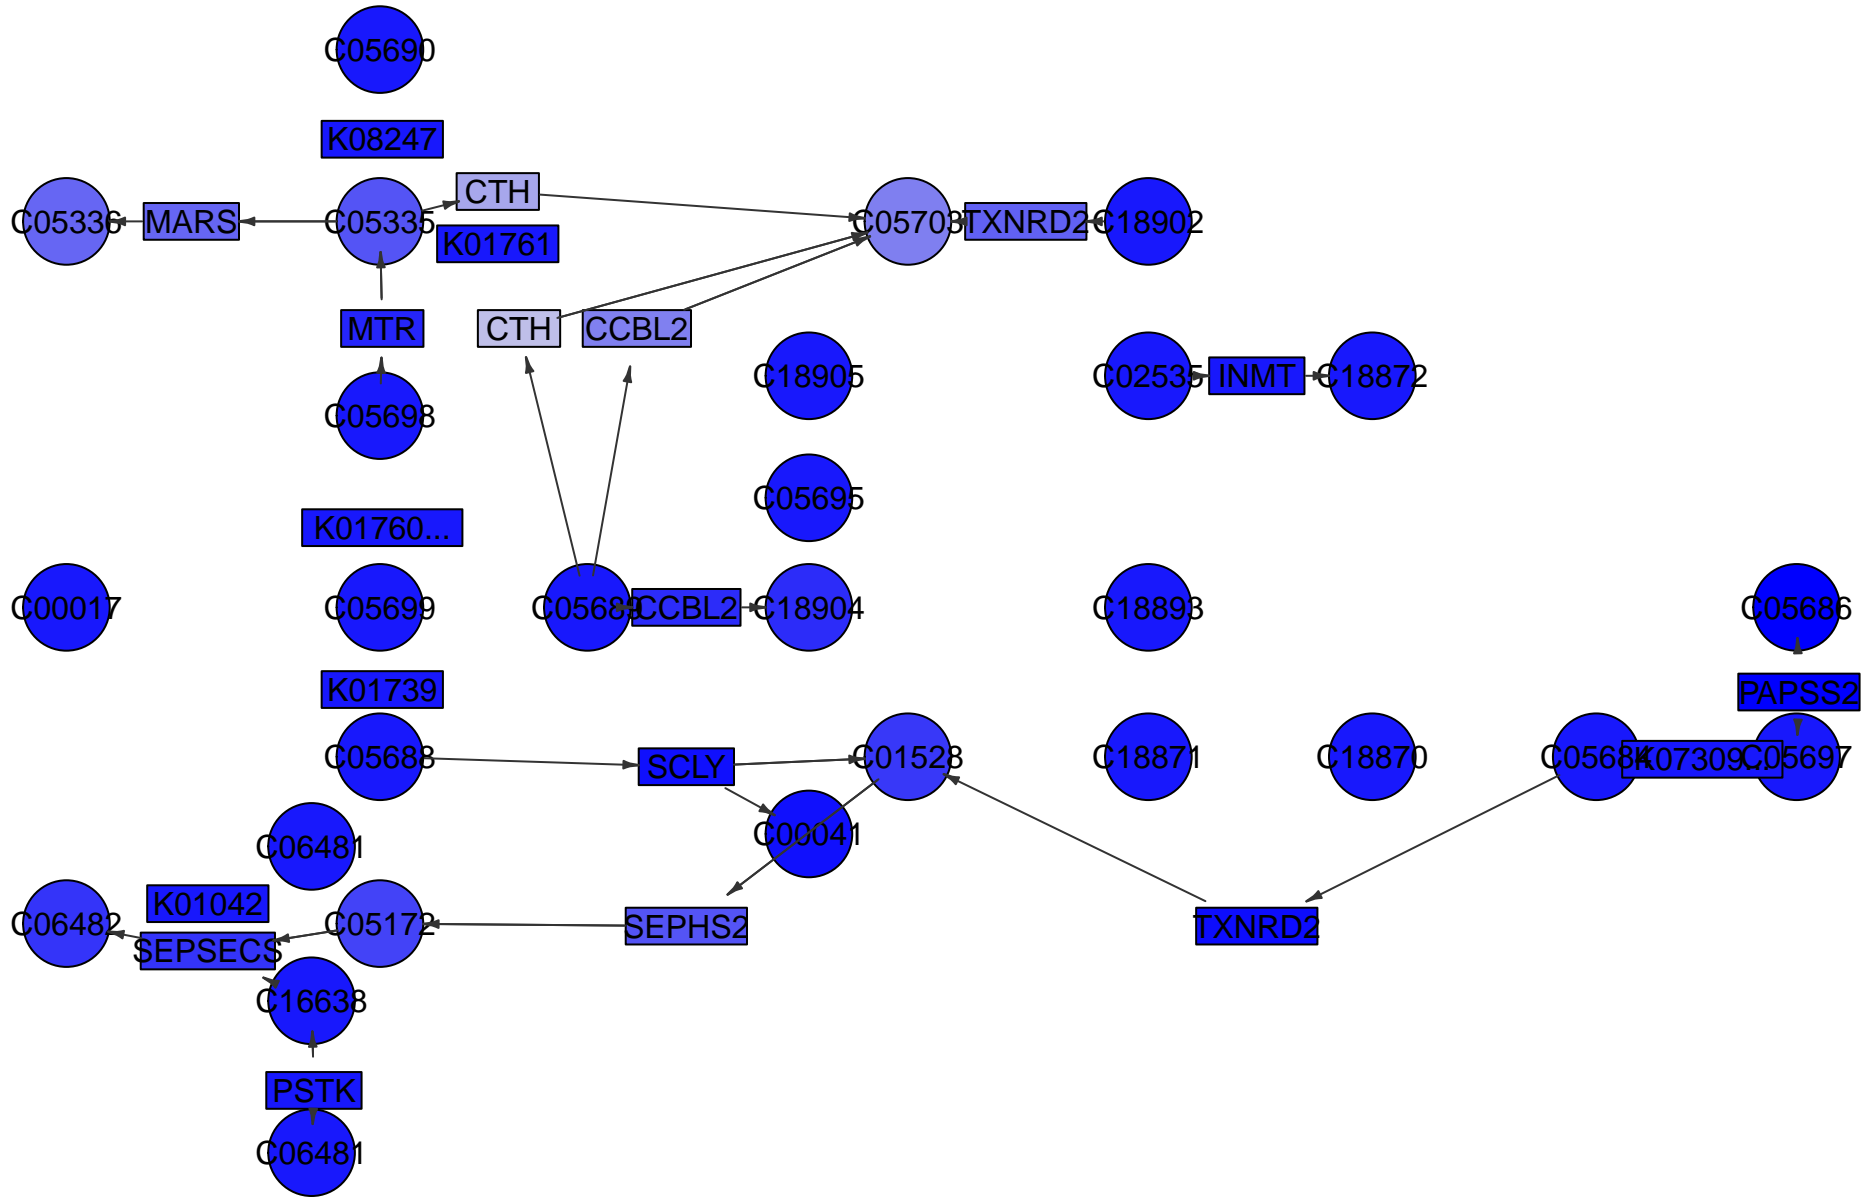 C05690
K08247
CTH
C05336
MARS
C05335
C05703
TXNRD2
C18902
K01761
MTR
CTH
CCBL2
C18905
C02535
INMT
C18872
C05698
C05695
K01760...
C00017
C05699
C05689
CCBL2
C18904
C18893
C05686
K01739
PAPSS2
C05688
SCLY
C01528
C18871
C18870
C05684
K07309...
C05697
C00041
C06481
K01042
C06482
C05172
SEPHS2
TXNRD2
SEPSECS
C16638
PSTK
C06481